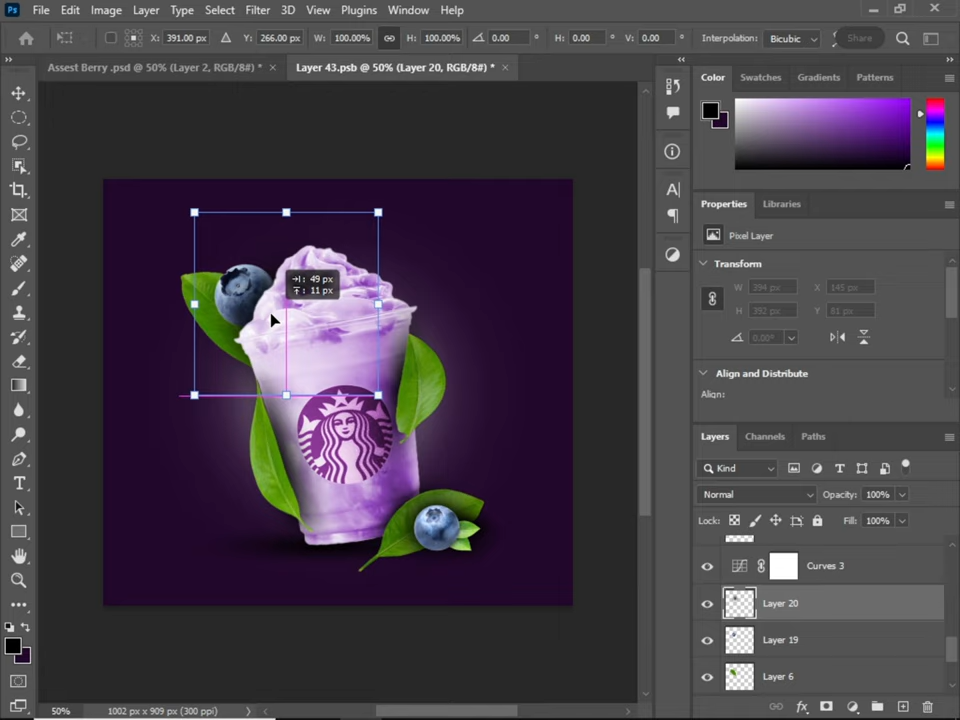 Ps File Edit Image Layer Type Select Filter 3D View Plugins Window Help
X: 391.00 px Y: 266.00 px W: 100.00% H: 100.00% 0.00 ° H: 0.00 ° V: 0.00 ° Interpolation: Bicubic Share
Assest Berry .psd @ 50% (Layer 2, RGB/8#) * × Layer 43.psb @ 50% (Layer 20, RGB/8#) * ×
Color Swatches Gradients Patterns
Properties Libraries
Pixel Layer
Transform
W 394 px X 145 px
H 392 px Y 81 px
0.00°
Align and Distribute
Align:
49 px
11 px
Layers Channels Paths
Kind
Normal Opacity: 100%
Lock: Fill: 100%
Curves 3
Layer 20
Layer 19
Layer 6
50% 1002 px x 909 px (300 ppi)